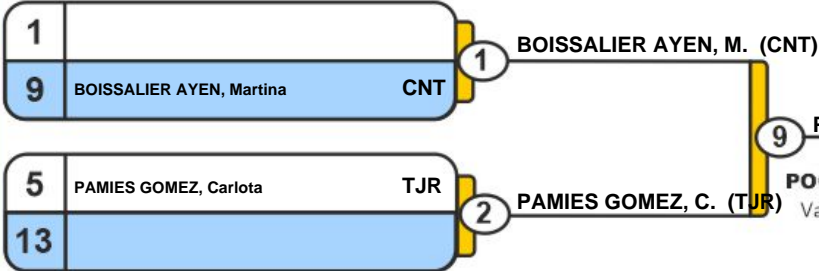 1
9 BOISSALIER AYEN, Martina CNT
1 BOISSALIER AYEN, M. (CNT)
5 PAMIES GOMEZ, Carlota TJR
13
2 PAMIES GOMEZ, C. (TJR)
9